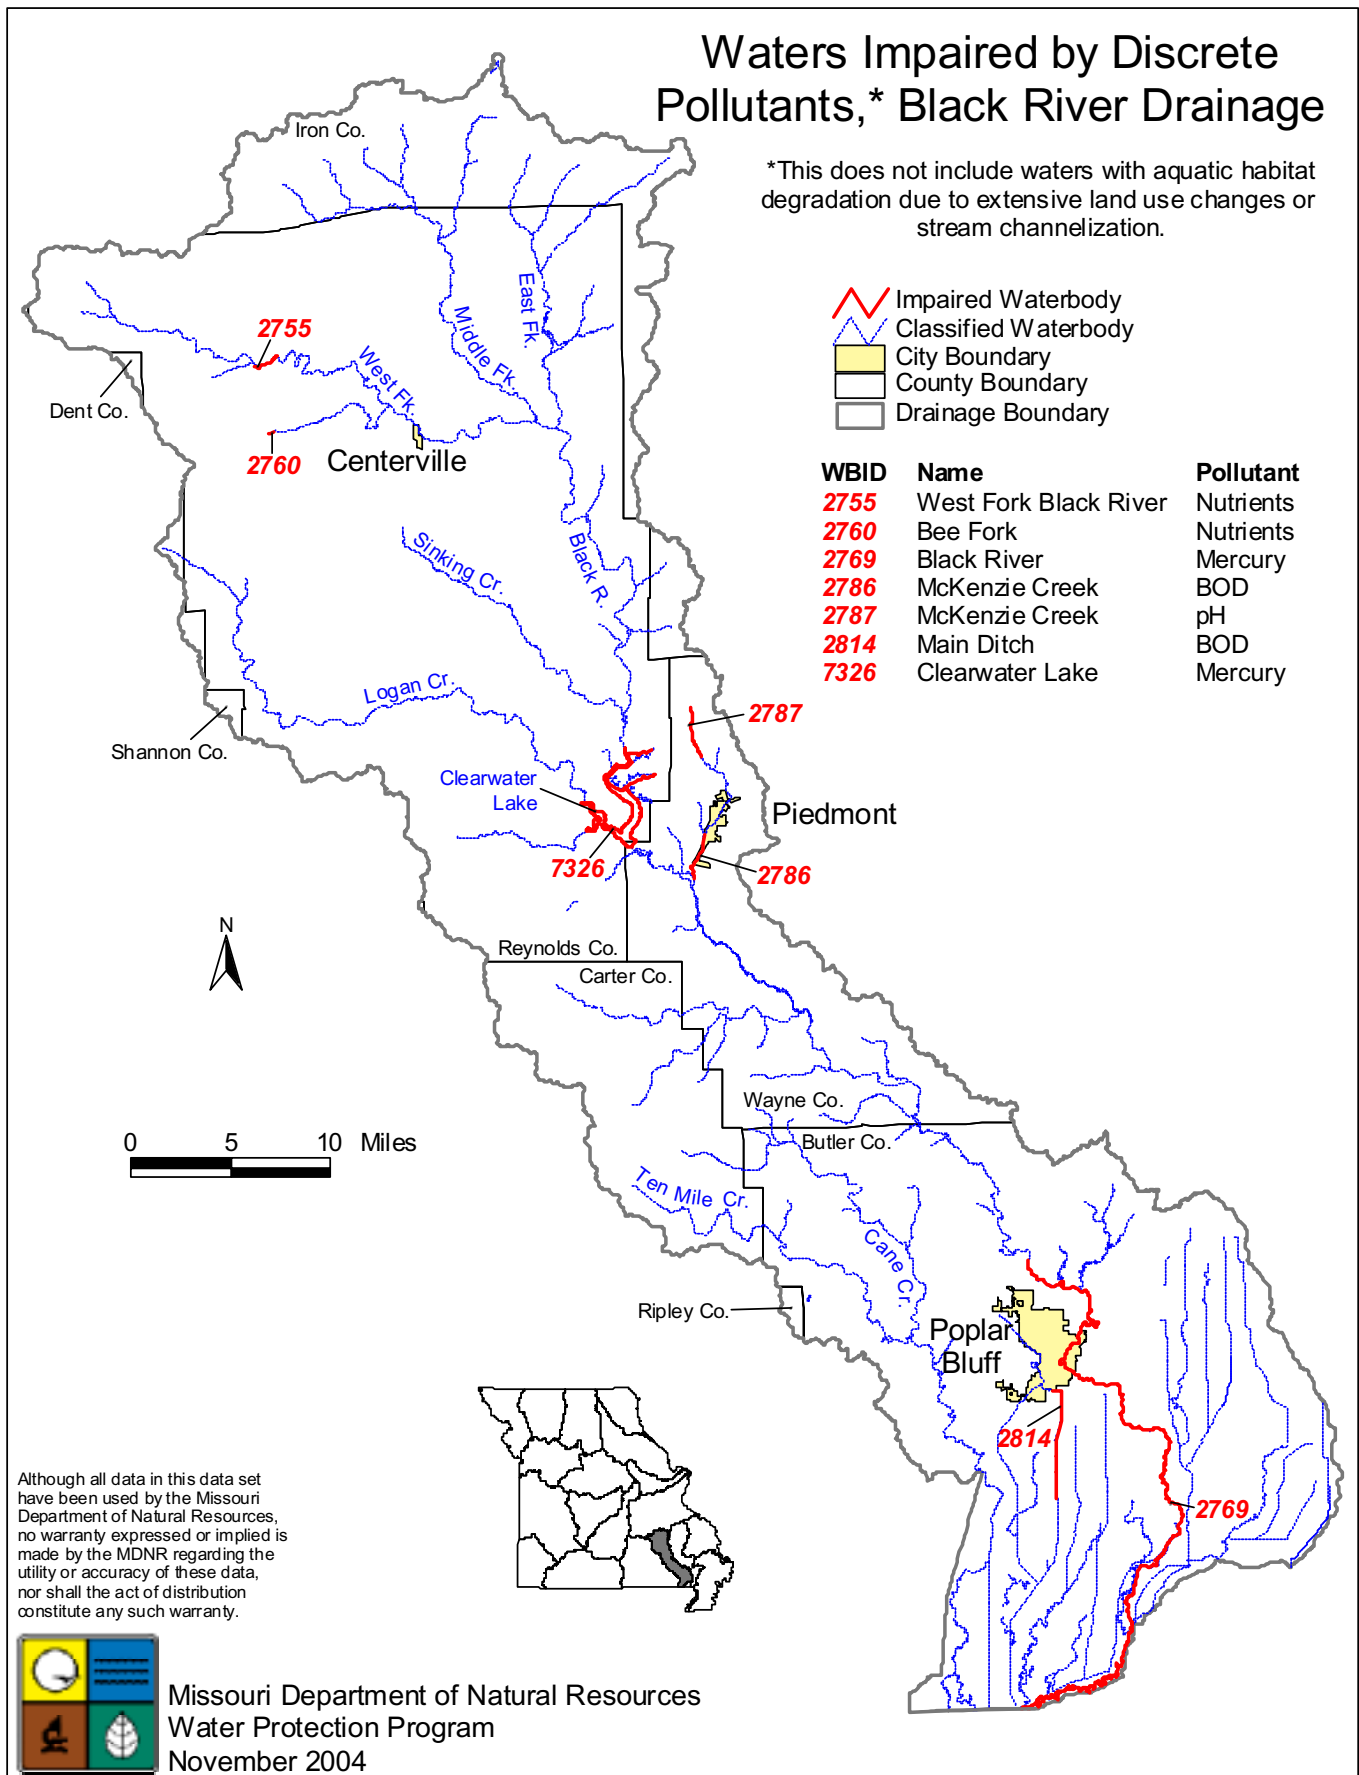 Waters Impaired by Discrete
Pollutants,* Black River Drainage
*This does not include waters with aquatic habitat
degradation due to extensive land use changes or
stream channelization.
Impaired Waterbody
Classified Waterbody
City Boundary
County Boundary
Drainage Boundary
WBID Name Pollutant
2755 West Fork Black River Nutrients
2760 Bee Fork Nutrients
2769 Black River Mercury
2786 McKenzie Creek BOD
2787 McKenzie Creek pH
2814 Main Ditch BOD
7326 Clearwater Lake Mercury
Iron Co.
East Fk.
Middle Fk.
2755
West Fk.
Dent Co.
2760
Centerville
Black R.
Sinking Cr.
Logan Cr.
2787
Shannon Co.
Clearwater
Lake
Piedmont
7326
2786
N
Reynolds Co.
Carter Co.
Wayne Co.
Butler Co.
0 5 10 Miles
Ten Mile Cr.
Cane Cr.
Ripley Co.
Poplar
Bluff
2814
2769
Although all data in this data set
have been used by the Missouri
Department of Natural Resources,
no warranty expressed or implied is
made by the MDNR regarding the
utility or accuracy of these data,
nor shall the act of distribution
constitute any such warranty.
Missouri Department of Natural Resources
Water Protection Program
November 2004